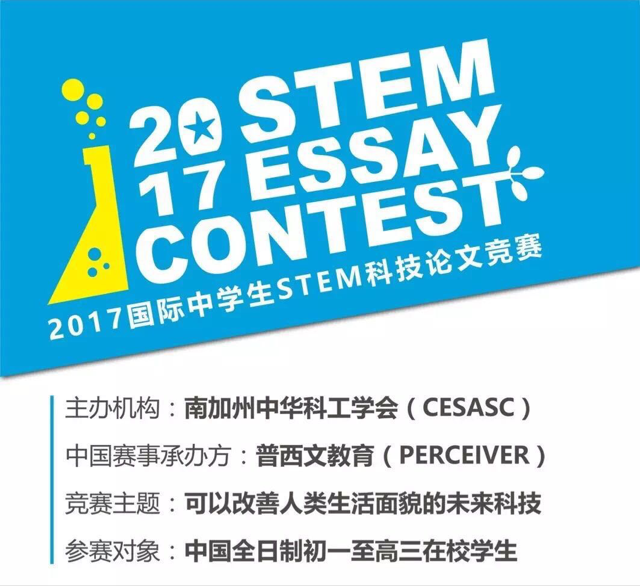 2017 STEM
ESSAY
CONTEST
2017国际中学生STEM科技论文竞赛
主办机构：南加州中华科工学会（CESASC）
中国赛事承办方：普西文教育（PERCEIVER）
竞赛主题：可以改善人类生活面貌的未来科技
参赛对象：中国全日制初一至高三在校学生